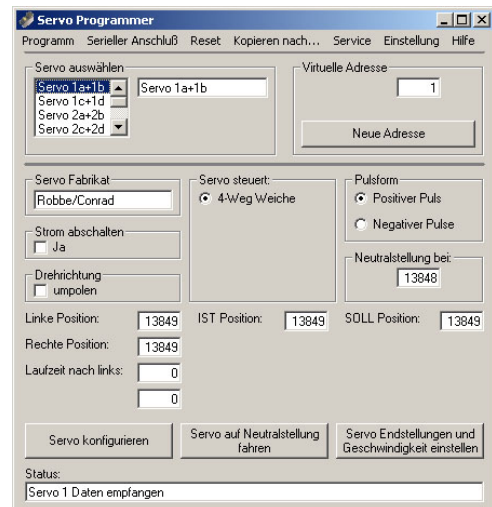 Servo Programmer
Programm Serieller Anschluß Reset Kopieren nach... Service Einstellung Hilfe
Servo auswählen
Servo 1a+1b
Servo 1c+1d
Servo 2a+2b
Servo 2c+2d
Servo 1a+1b
Virtuelle Adresse
1
Neue Adresse
Servo Fabrikat
Robbe/Conrad
Strom abschalten
Ja
Drehrichtung
umpolen
Servo steuert:
4-Weg Weiche
Pulsform
Positiver Puls
Negativer Pulse
Neutralstellung bei:
13848
Linke Position: 13849 IST Position: 13849 SOLL Position: 13849
Rechte Position: 13849
Laufzeit nach links: 0
0
Servo konfigurieren
Servo auf Neutralstellung
fahren
Servo Endstellungen und
Geschwindigkeit einstellen
Status:
Servo 1 Daten empfangen